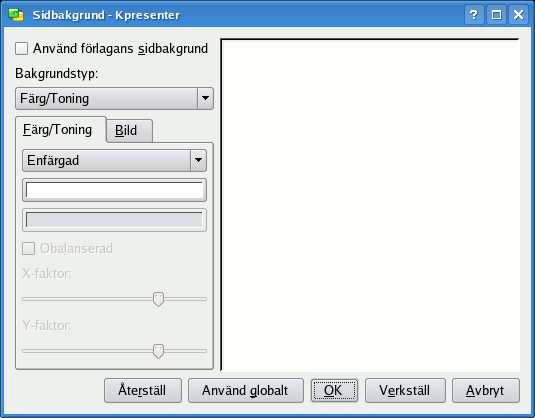 Sidbakgrund - Kpresenter
Använd förlagans sidbakgrund
Bakgrundstyp:
Färg/Toning
Färg/Toning Bild
Enfärgad
Obalanserad
X-faktor:
Y-faktor:
Återställ Använd globalt OK Verkställ Avbryt